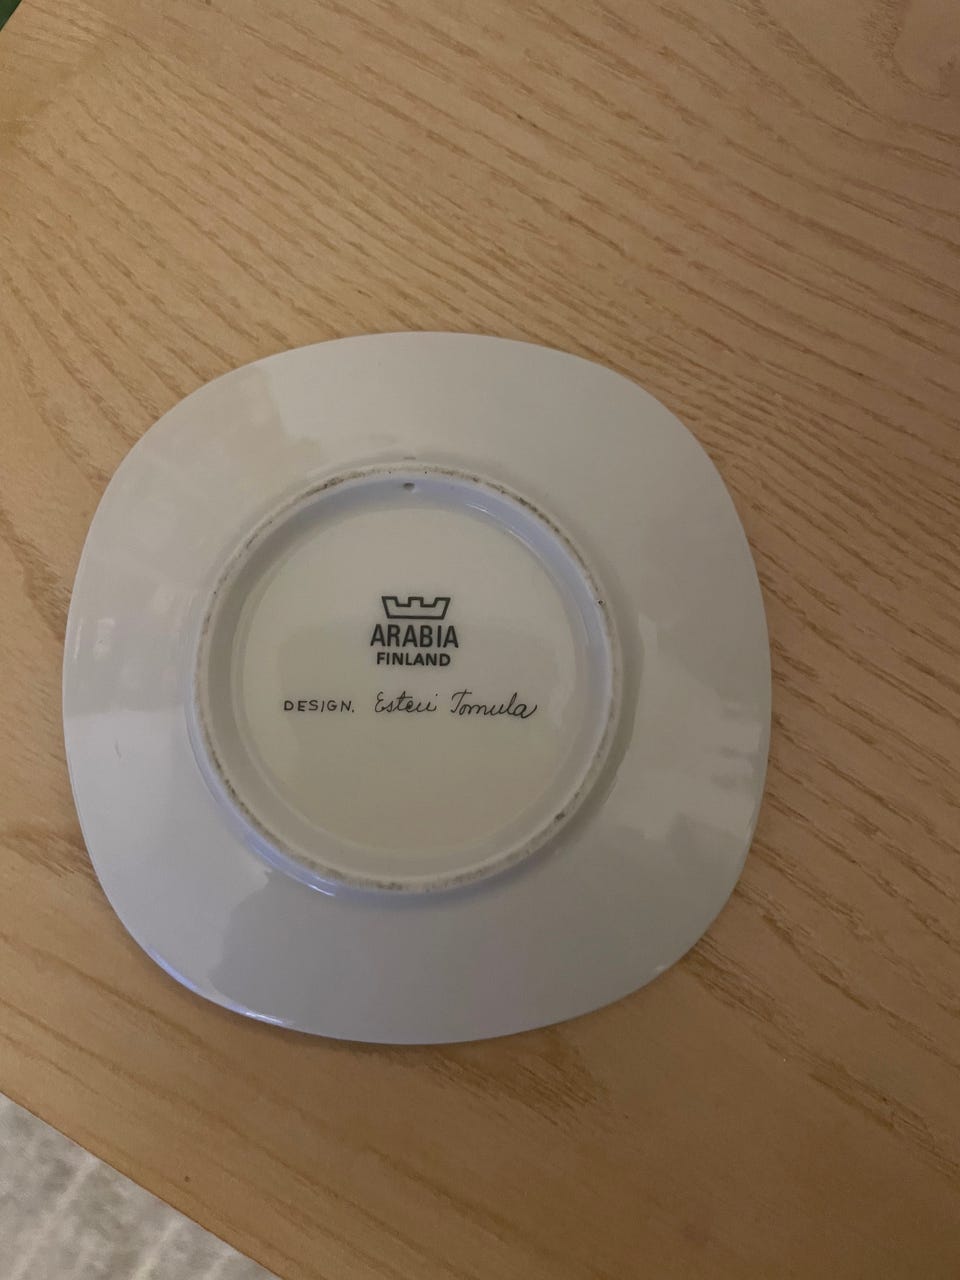 ARABIA
FINLAND
DESIGN. Esteri Tomula